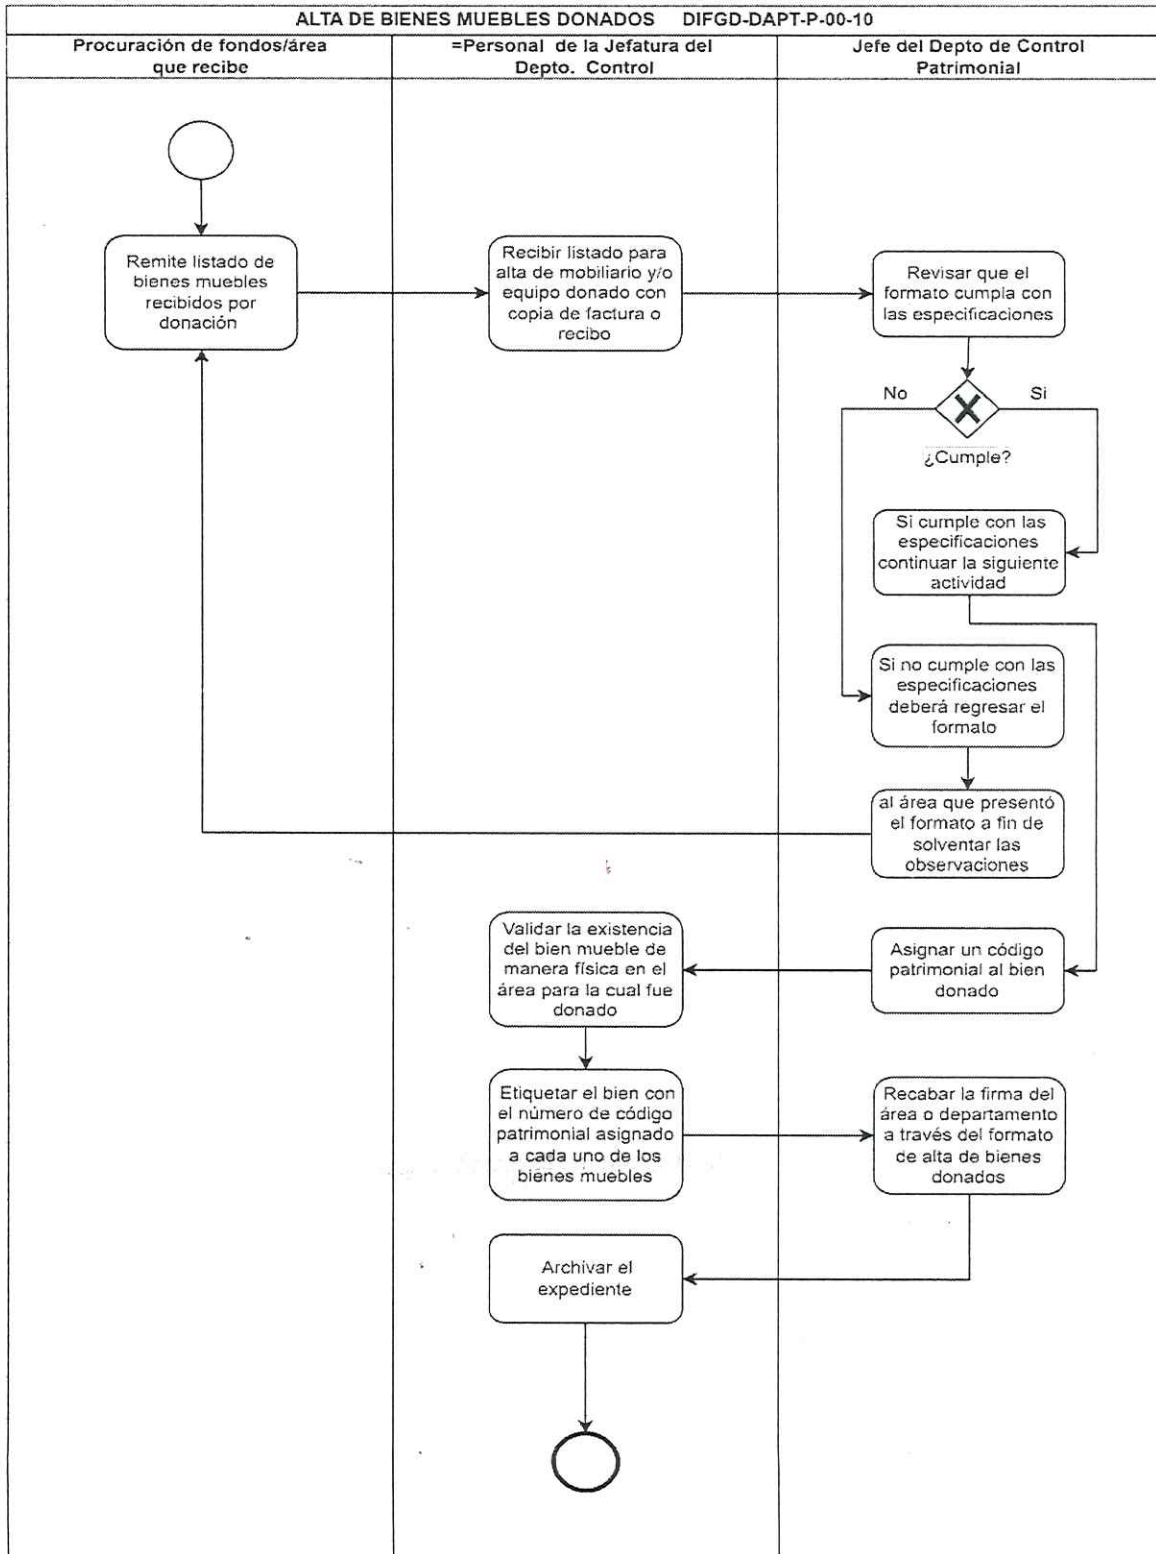 ALTA DE BIENES MUEBLES DONADOS DIFGD-DAPT-P-00-10
Procuración de fondos/área
que recibe
=Personal de la Jefatura del
Depto. Control
Jefe del Depto de Control
Patrimonial
Remite listado de
bienes muebles
recibidos por
donación
Recibir listado para
alta de mobiliario y/o
equipo donado con
copia de factura o
recibo
Revisar que el
formato cumpla con
las especificaciones
No
Si
¿Cumple?
Si cumple con las
especificaciones
continuar la siguiente
actividad
Si no cumple con las
especificaciones
deberá regresar el
formato
al área que presentó
el formato a fin de
solventar las
observaciones
Validar la existencia
del bien mueble de
manera física en el
área para la cual fue
donado
Asignar un código
patrimonial al bien
donado
Etiquetar el bien con
el número de código
patrimonial asignado
a cada uno de los
bienes muebles
Recabar la firma del
área o departamento
a través del formato
de alta de bienes
donados
Archivar el
expediente